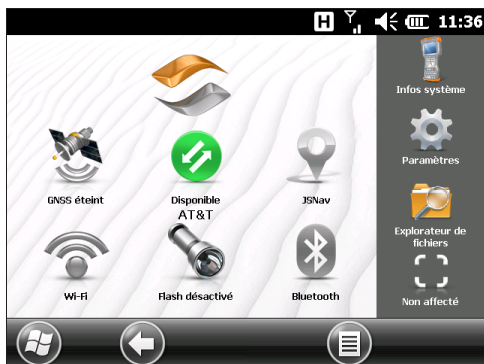 H 11:36
Infos système
Paramètres
GNSS éteint
Disponible
AT&T
JSNav
Explorateur de
fichiers
Wi-Fi
Flash désactivé
Bluetooth
Non affecté